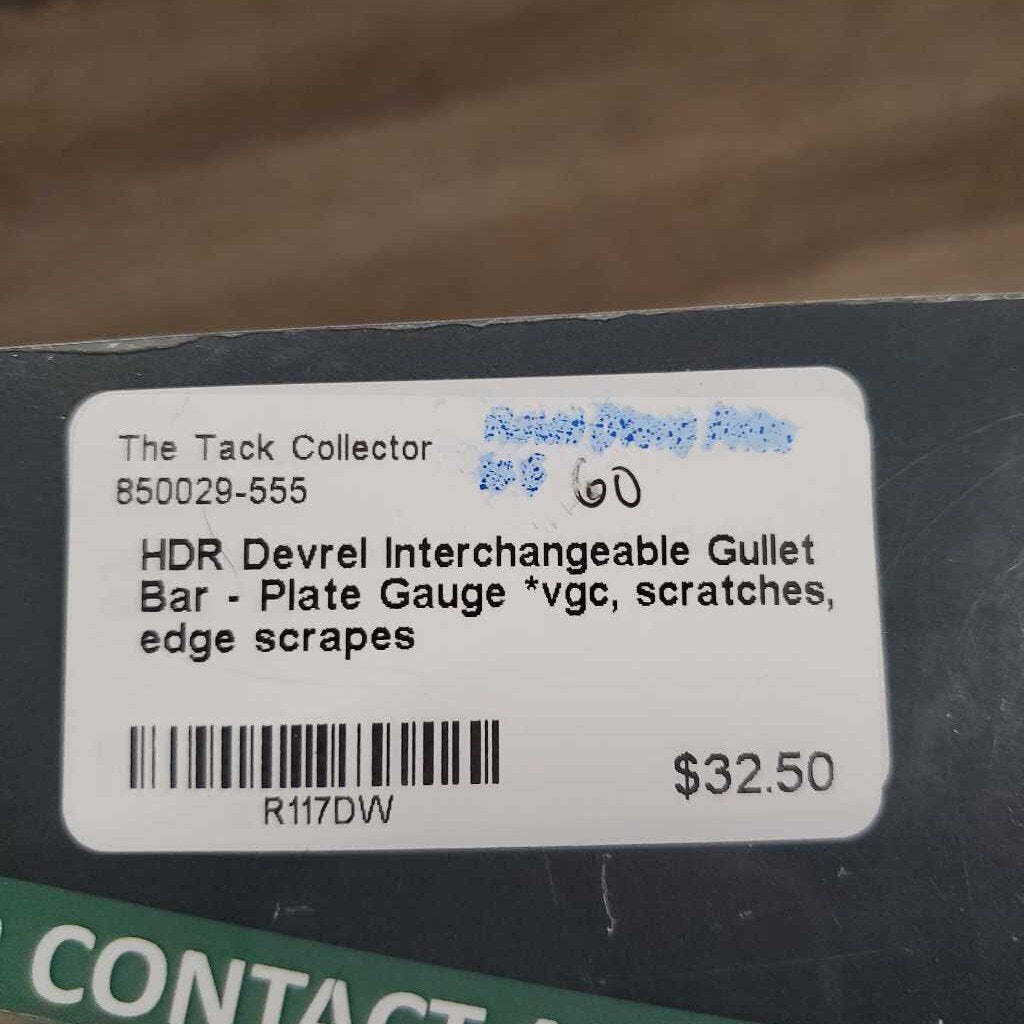 The Tack Collector
850029-555
60
HDR Devrel Interchangeable Gullet
Bar - Plate Gauge *vgc, scratches,
edge scrapes
R117DW
$32.50
CONTACT